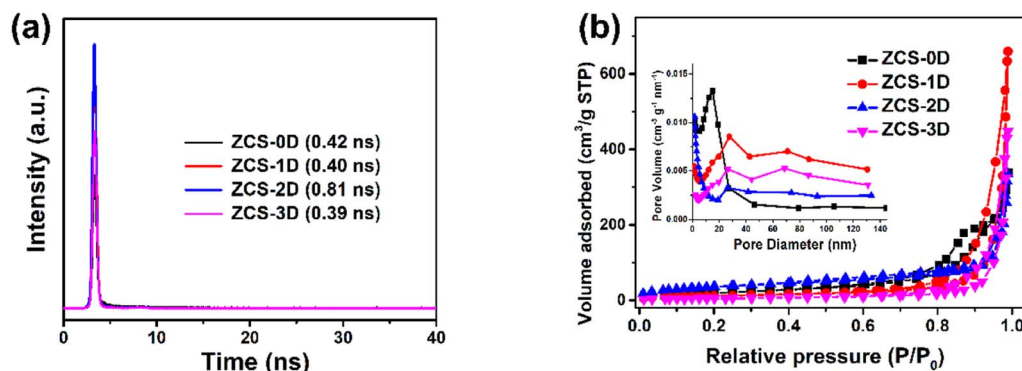 (a)
Intensity (a.u.)
ZCS-0D (0.42 ns)
ZCS-1D (0.40 ns)
ZCS-2D (0.81 ns)
ZCS-3D (0.39 ns)
0 10 20 30 40
Time (ns)
(b)
Volume adsorbed (cm³/g STP)
600
400
200
0
ZCS-0D
ZCS-1D
ZCS-2D
ZCS-3D
Pore Volume (cm³ g⁻¹ nm⁻¹)
0.015
0.010
0.005
0.000
0 20 40 60 80 100 120 140
Pore Diameter (nm)
0.0 0.2 0.4 0.6 0.8 1.0
Relative pressure (P/P₀)